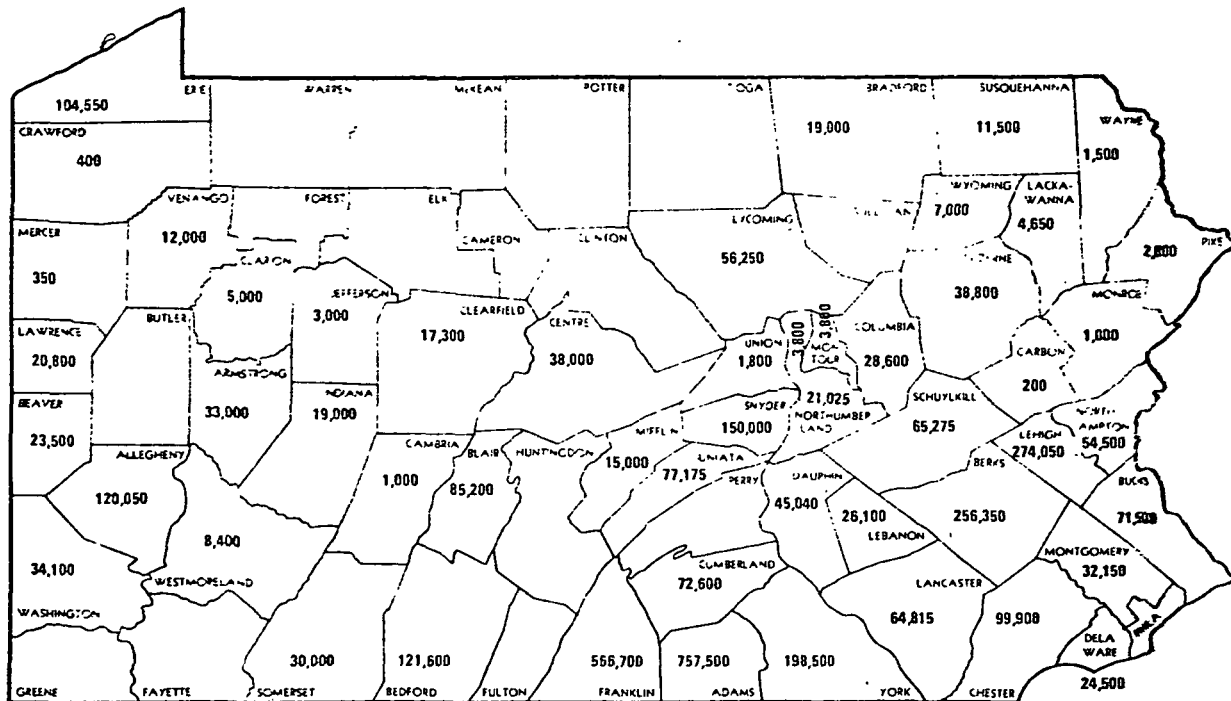 ERIE
104,550
WARREN
McKEAN
POTTER
TIOGA
BRADFORD
19,000
SUSQUEHANNA
11,500
WAYNE
1,500
CRAWFORD
400
VENANGO
12,000
FOREST
ELK
CAMERON
CLINTON
LYCOMING
56,250
WYOMING
7,000
LACKA-
WANNA
4,650
PIKE
2,800
MERCER
350
CLARION
5,000
JEFFERSON
3,000
CLEARFIELD
17,300
CENTRE
38,000
38,800
MONROE
1,000
LAWRENCE
20,800
BUTLER
ARMSTRONG
33,000
INDIANA
19,000
UNION
1,800
3,800
3,800
MON
TOUR
COLUMBIA
28,600
CARBON
200
BEAVER
23,500
SNYDER
150,000
21,025
NORTHUMBER
LAND
SCHUYLKILL
65,275
LEHIGH
274,050
NORTH
AMPTON
54,500
ALLEGHENY
120,050
CAMBRIA
1,000
BLAIR
85,200
HUNTINGDON
MIFFLIN
15,000
JUNIATA
77,175
PERRY
DAUPHIN
45,040
26,100
LEBANON
BERKS
256,350
BUCKS
71,500
8,400
WESTMORELAND
34,100
WASHINGTON
CUMBERLAND
72,600
LANCASTER
64,815
MONTGOMERY
32,150
99,900
CHESTER
DELA
WARE
24,500
PHILA
GREENE
FAYETTE
30,000
SOMERSET
121,600
BEDFORD
FULTON
556,700
FRANKLIN
757,500
ADAMS
198,500
YORK